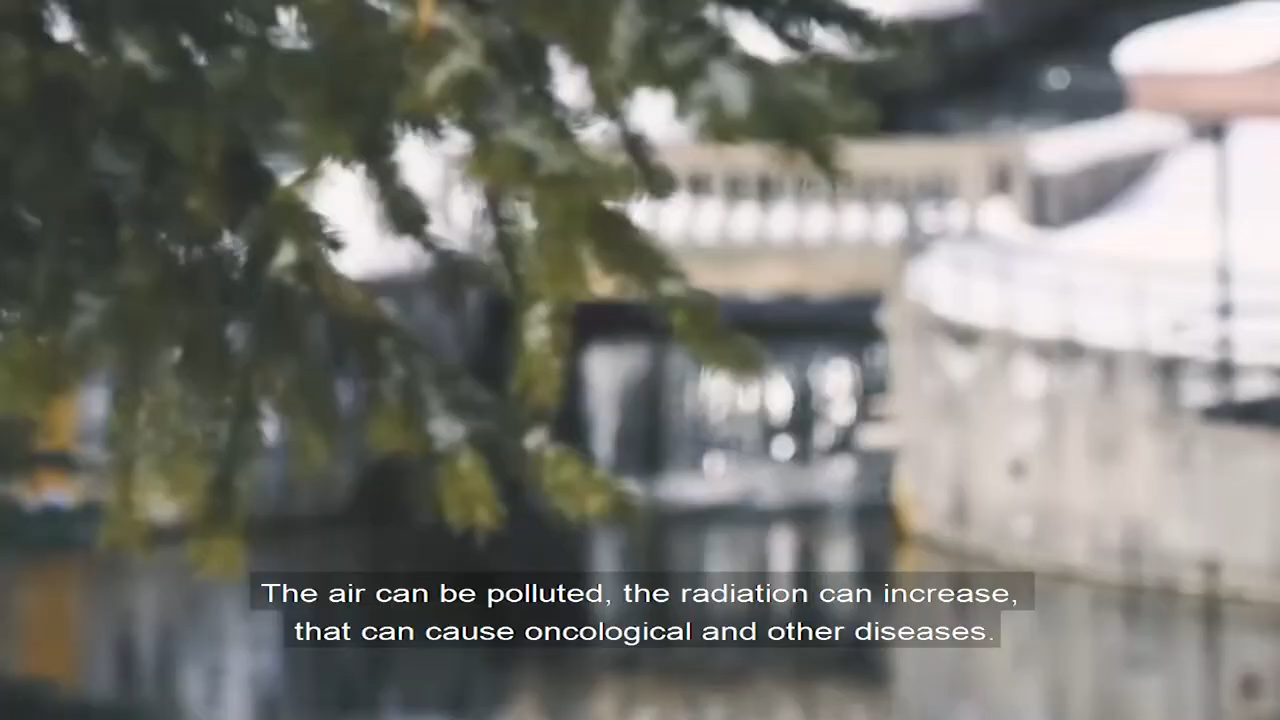 The air can be polluted, the radiation can increase,
that can cause oncological and other diseases.